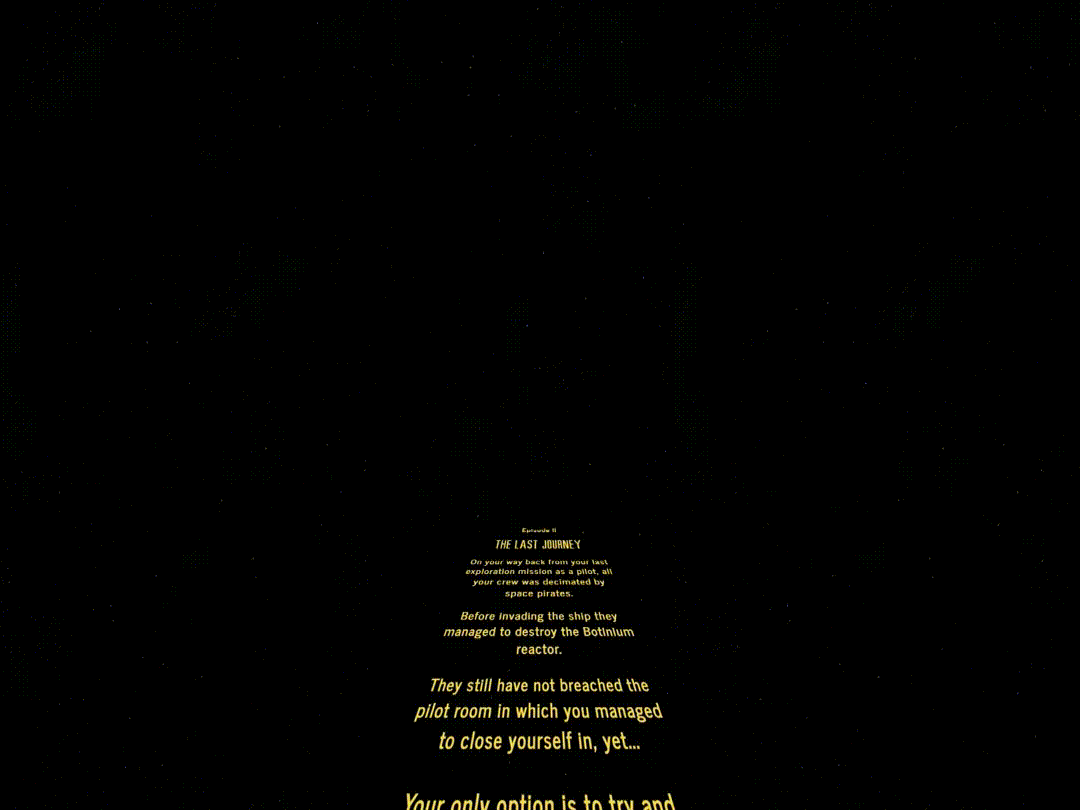 Episode II
THE LAST JOURNEY
On your way back from your last
exploration mission as a pilot, all
your crew was decimated by
space pirates.
Before invading the ship they
managed to destroy the Botinium
reactor.
They still have not breached the
pilot room in which you managed
to close yourself in, yet...
Your only option is to try and